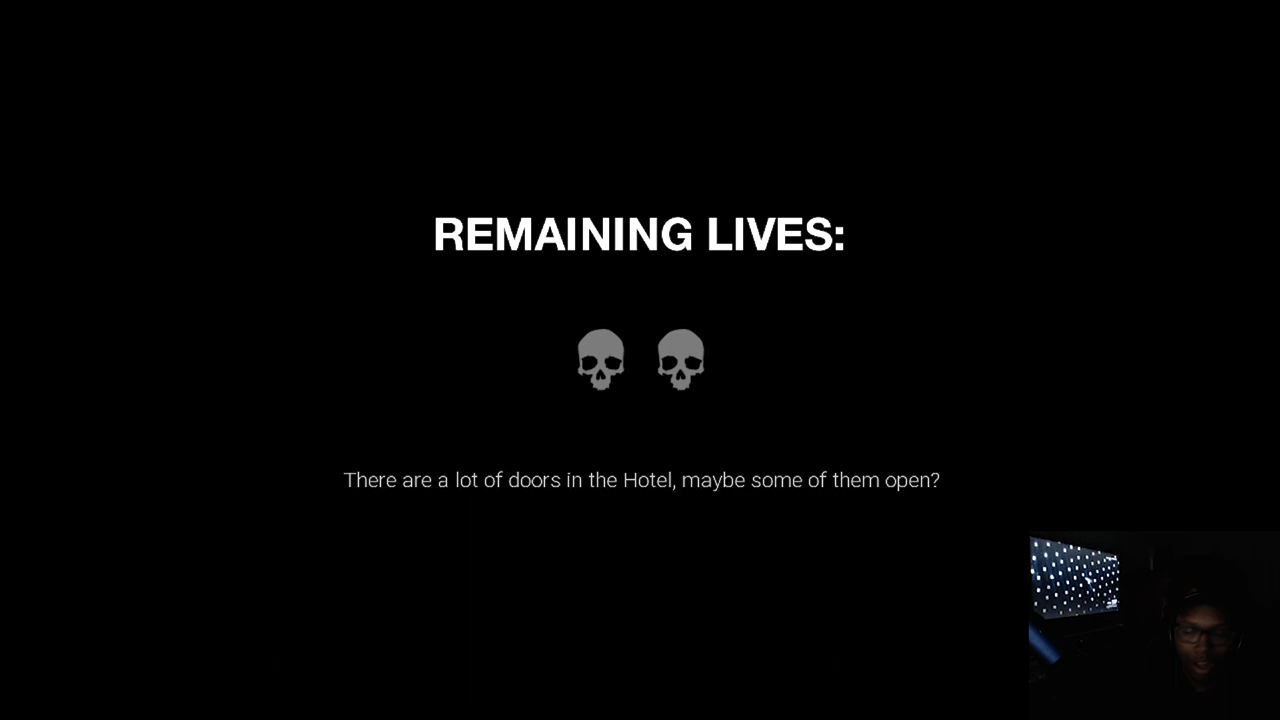 REMAINING LIVES:
There are a lot of doors in the Hotel, maybe some of them open?